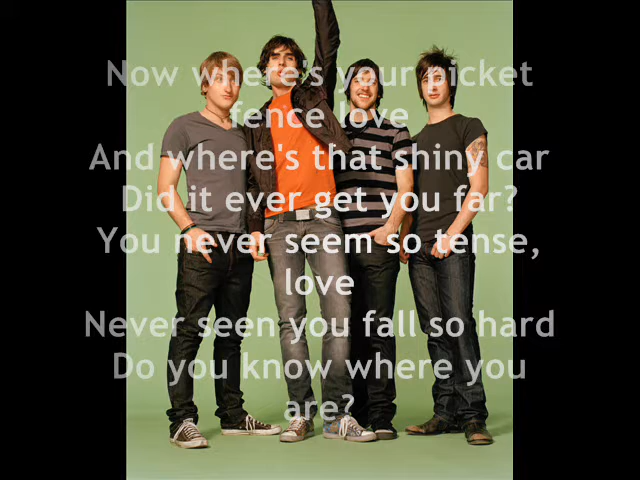 Now where's your picket
fence love
And where's that shiny car
Did it ever get you far?
You never seem so tense,
love
Never seen you fall so hard
Do you know where you
are?